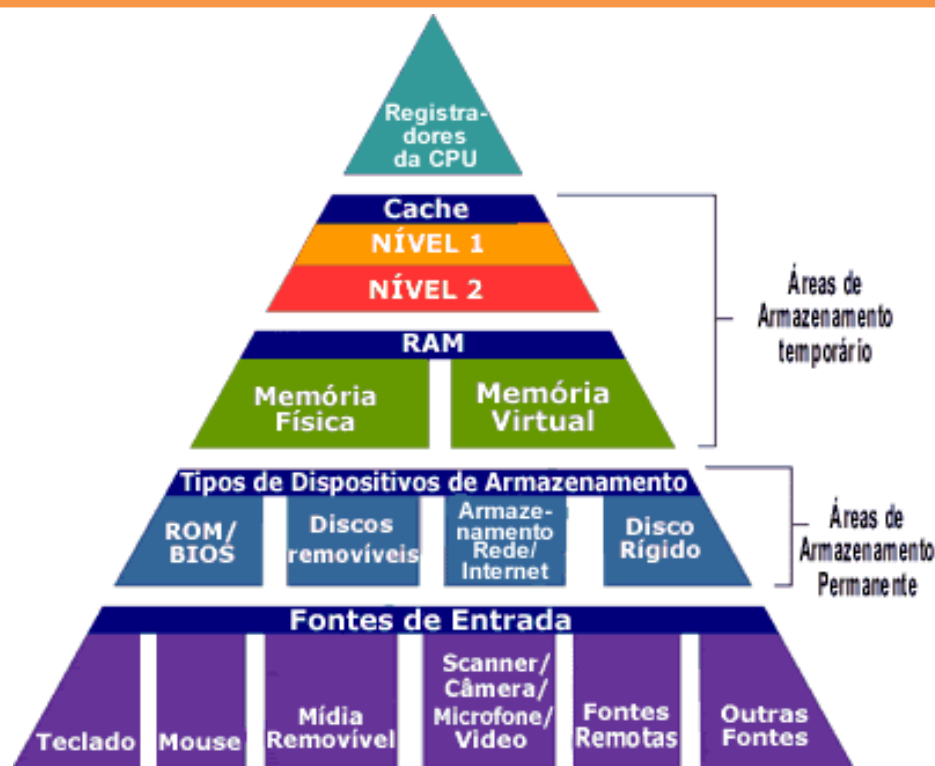 Registra-
dores
da CPU
Cache
NÍVEL 1
NÍVEL 2
Áreas de
Armazenamento
temporário
RAM
Memória
Física
Memória
Virtual
Tipos de Dispositivos de Armazenamento
ROM/
BIOS
Discos
removíveis
Armaze-
namento
Rede/
Internet
Disco
Rígido
Áreas de
Armazenamento
Permanente
Fontes de Entrada
Teclado
Mouse
Mídia
Removível
Scanner/
Câmera/
Microfone/
Video
Fontes
Remotas
Outras
Fontes